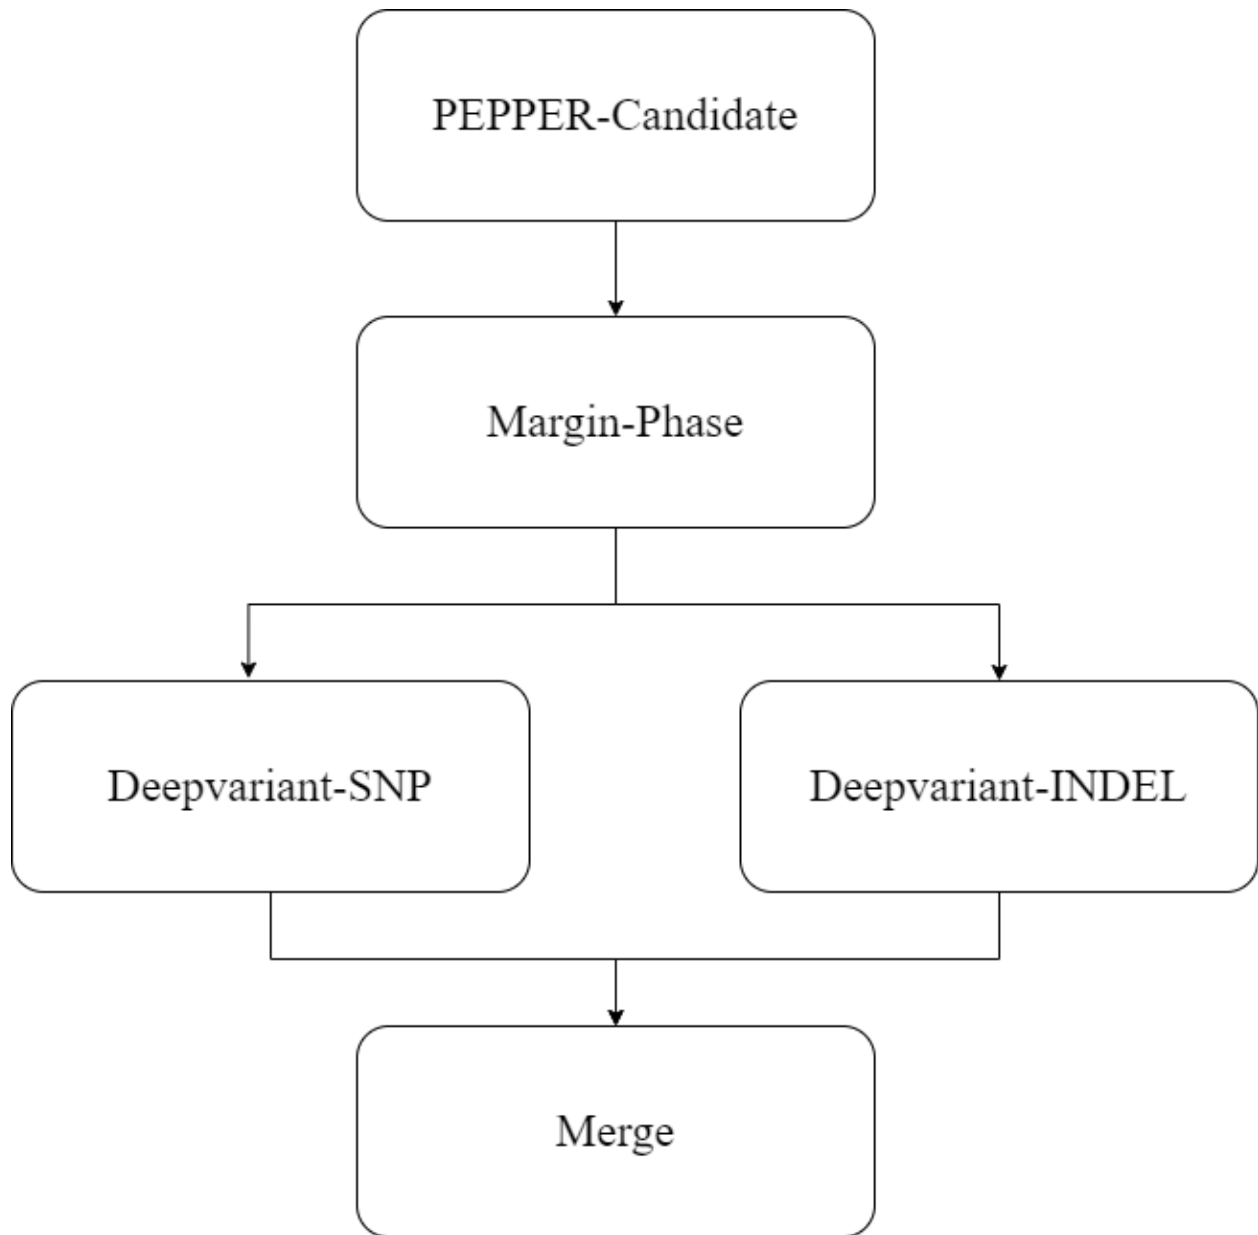 PEPPER-Candidate
Margin-Phase
Deepvariant-SNP
Deepvariant-INDEL
Merge